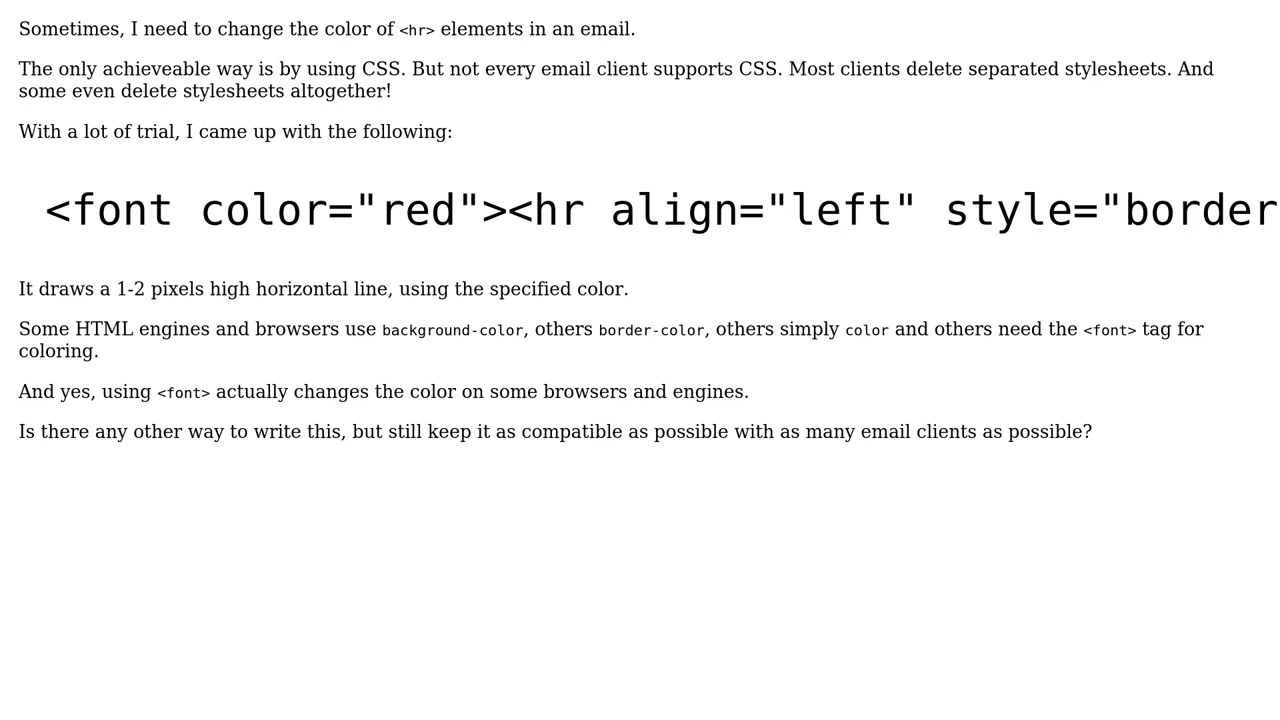 Sometimes, I need to change the color of <hr> elements in an email.
The only achieveable way is by using CSS. But not every email client supports CSS. Most clients delete separated stylesheets. And
some even delete stylesheets altogether!
With a lot of trial, I came up with the following:
<font color="red"><hr align="left" style="border
It draws a 1-2 pixels high horizontal line, using the specified color.
Some HTML engines and browsers use background-color, others border-color, others simply color and others need the <font> tag for
coloring.
And yes, using <font> actually changes the color on some browsers and engines.
Is there any other way to write this, but still keep it as compatible as possible with as many email clients as possible?